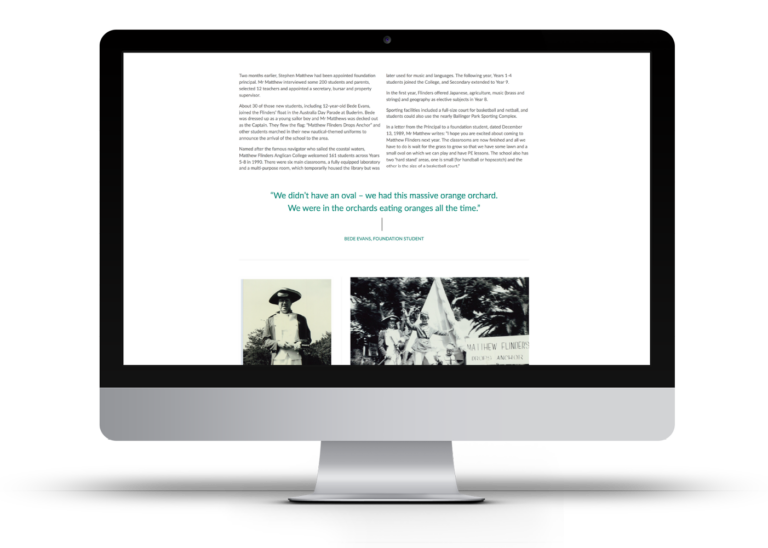 Two months earlier, Stephen Matthew had been appointed foundation
principal. Mr Matthew interviewed some 200 students and parents,
selected 12 teachers and appointed a secretary, bursar and property
supervisor.
About 30 of those new students, including 10-year-old Bede Evans,
joined the Flinders' float in the Australia Day Parade at Buderim. Bede
was dressed up as a young sailor boy and Mr Matthews was decked out
as the Captain. They flew the flag: "Matthew Flinders Drops Anchor" and
other students marched in their new nautical-themed uniforms to
announce the arrival of the school to the area.
Named after the famous navigator who sailed the coastal waters,
Matthew Flinders Anglican College welcomed 161 students across Years
5-8 in 1990. There were six main classrooms, a fully equipped laboratory
and a multi-purpose room, which temporarily housed the library but was
later used for music and languages. The following year, Years 1-4
students joined the College, and Secondary extended to Year 9.
In the first year, Flinders offered Japanese, agriculture, music (brass and
strings) and geography as elective subjects in Year 8.
Sporting facilities included a full-size court for basketball and netball, and
students could also use the nearby Ballinger Park Sporting Complex.
In a letter from the Principal to a foundation student, dated December
13, 1989, Mr Matthew writes: "I hope you are excited about coming to
Matthew Flinders next year. The classrooms are now finished and all we
have to do is wait for the grass to grow so that we have some lawn and a
small oval on which we can play and have PE lessons. The school also has
two 'hard stand' areas, one is small (for handball or hopscotch) and the
other is the size of a basketball court."
"We didn't have an oval – we had this massive orange orchard.
We were in the orchards eating oranges all the time."
BEDE EVANS, FOUNDATION STUDENT
MATTHEW FLINDERS
DROPS ANCHOR